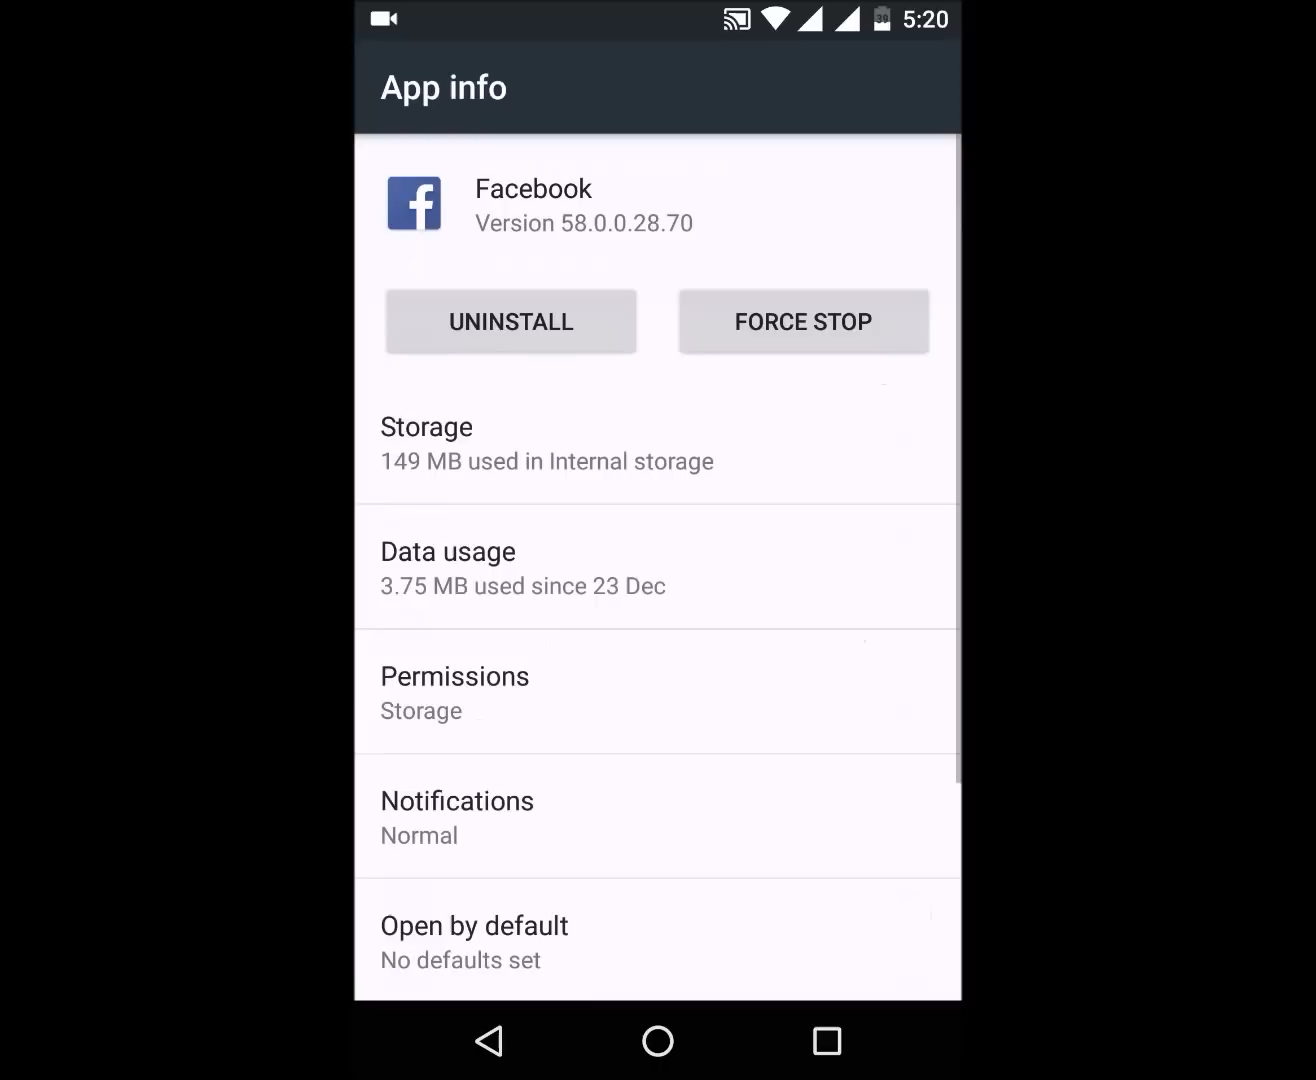 39 5:20
App info
Facebook
Version 58.0.0.28.70
UNINSTALL
FORCE STOP
Storage
149 MB used in Internal storage
Data usage
3.75 MB used since 23 Dec
Permissions
Storage
Notifications
Normal
Open by default
No defaults set